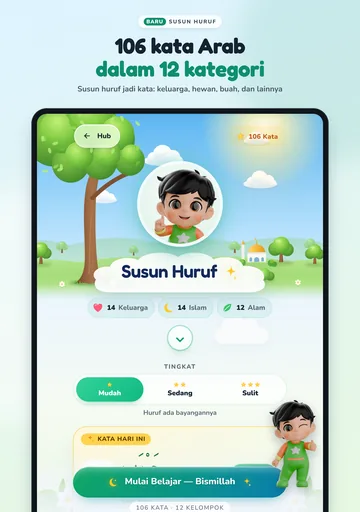 BARU SUSUN HURUF
106 kata Arab
dalam 12 kategori
Susun huruf jadi kata: keluarga, hewan, buah, dan lainnya
← Hub
106 Kata
Susun Huruf
14 Keluarga
14 Islam
12 Alam
TINGKAT
Mudah
Sedang
Sulit
Huruf ada bayangannya
KATA HARI INI
Mulai Belajar — Bismillah
106 KATA · 12 KELOMPOK